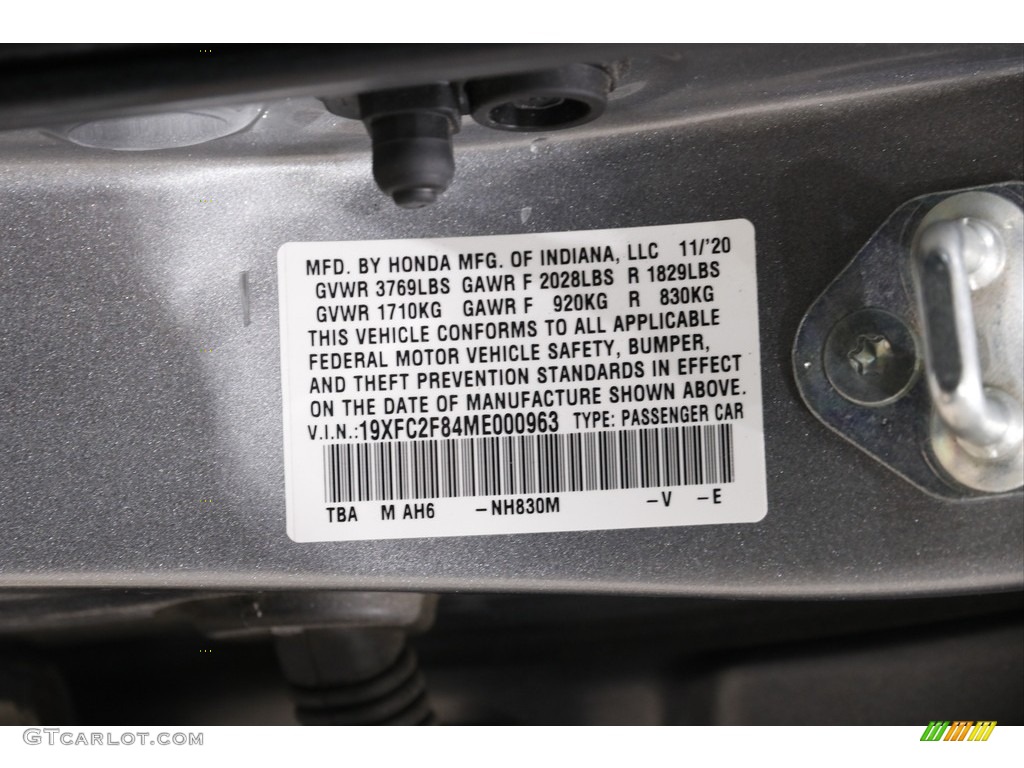 MFD. BY HONDA MFG. OF INDIANA, LLC 11/'20
GVWR 3769LBS GAWR F 2028LBS R 1829LBS
GVWR 1710KG GAWR F 920KG R 830KG
THIS VEHICLE CONFORMS TO ALL APPLICABLE
FEDERAL MOTOR VEHICLE SAFETY, BUMPER,
AND THEFT PREVENTION STANDARDS IN EFFECT
ON THE DATE OF MANUFACTURE SHOWN ABOVE.
V.I.N.:19XFC2F84ME000963 TYPE: PASSENGER CAR
TBA M AH6 -NH830M -V -E
GTCARLOT.COM